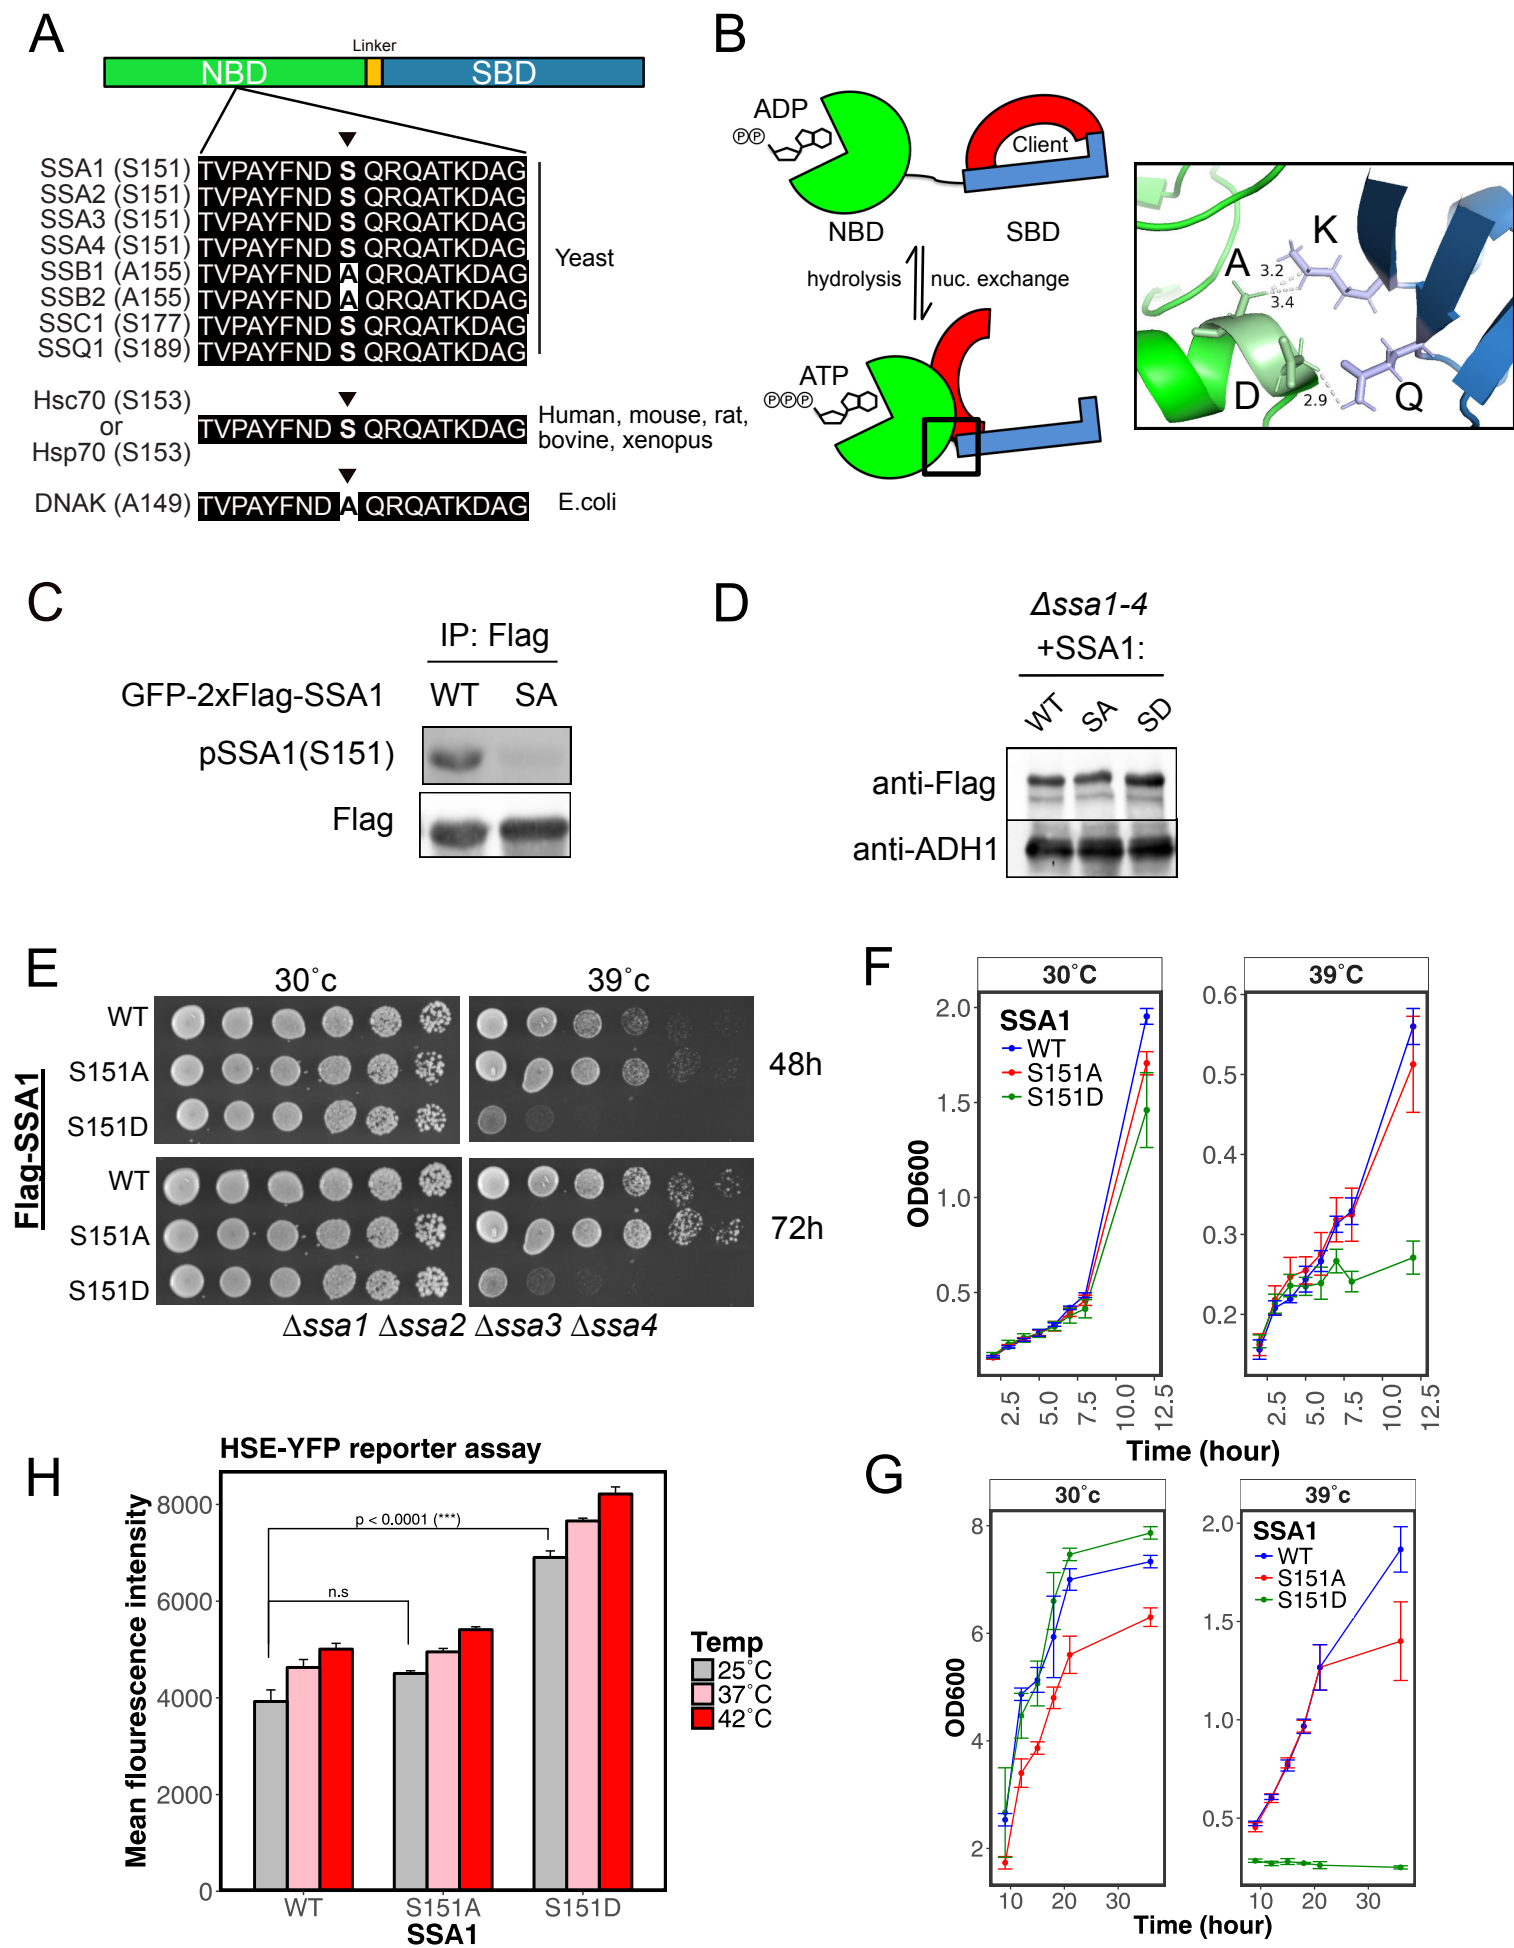 A
Linker
NBD
SBD
SSA1 (S151) TVPAYFND S QRQATKDAG
SSA2 (S151) TVPAYFND S QRQATKDAG
SSA3 (S151) TVPAYFND S QRQATKDAG
SSA4 (S151) TVPAYFND S QRQATKDAG
SSB1 (A155) TVPAYFND A QRQATKDAG
SSB2 (A155) TVPAYFND A QRQATKDAG
SSC1 (S177) TVPAYFND S QRQATKDAG
SSQ1 (S189) TVPAYFND S QRQATKDAG
Yeast
Hsc70 (S153)
or
Hsp70 (S153)
TVPAYFND S QRQATKDAG
Human, mouse, rat,
bovine, xenopus
DNAK (A149) TVPAYFND A QRQATKDAG
E.coli
B
ADP
PP
Client
NBD
SBD
hydrolysis
nuc. exchange
ATP
PPP
K
A
3.2
3.4
D
2.9
Q
C
IP: Flag
GFP-2xFlag-SSA1
WT SA
pSSA1(S151)
Flag
D
Δssa1-4
+SSA1:
WT SA SD
anti-Flag
anti-ADH1
E
30˚c
39˚c
Flag-SSA1
WT
S151A
S151D
48h
WT
S151A
S151D
72h
Δssa1 Δssa2 Δssa3 Δssa4
F
30˚C
39˚C
OD600
2.0
1.5
1.0
0.5
SSA1
WT
S151A
S151D
0.6
0.5
0.4
0.3
0.2
2.5 5.0 7.5 10.0 12.5
2.5 5.0 7.5 10.0 12.5
Time (hour)
G
30˚c
39˚c
OD600
8
6
4
2
2.0
1.5
1.0
0.5
SSA1
WT
S151A
S151D
10 20 30
10 20 30
Time (hour)
H
HSE-YFP reporter assay
Mean flourescence intensity
8000
6000
4000
2000
0
p < 0.0001 (***)
n.s
WT S151A S151D
SSA1
Temp
25˚C
37˚C
42˚C